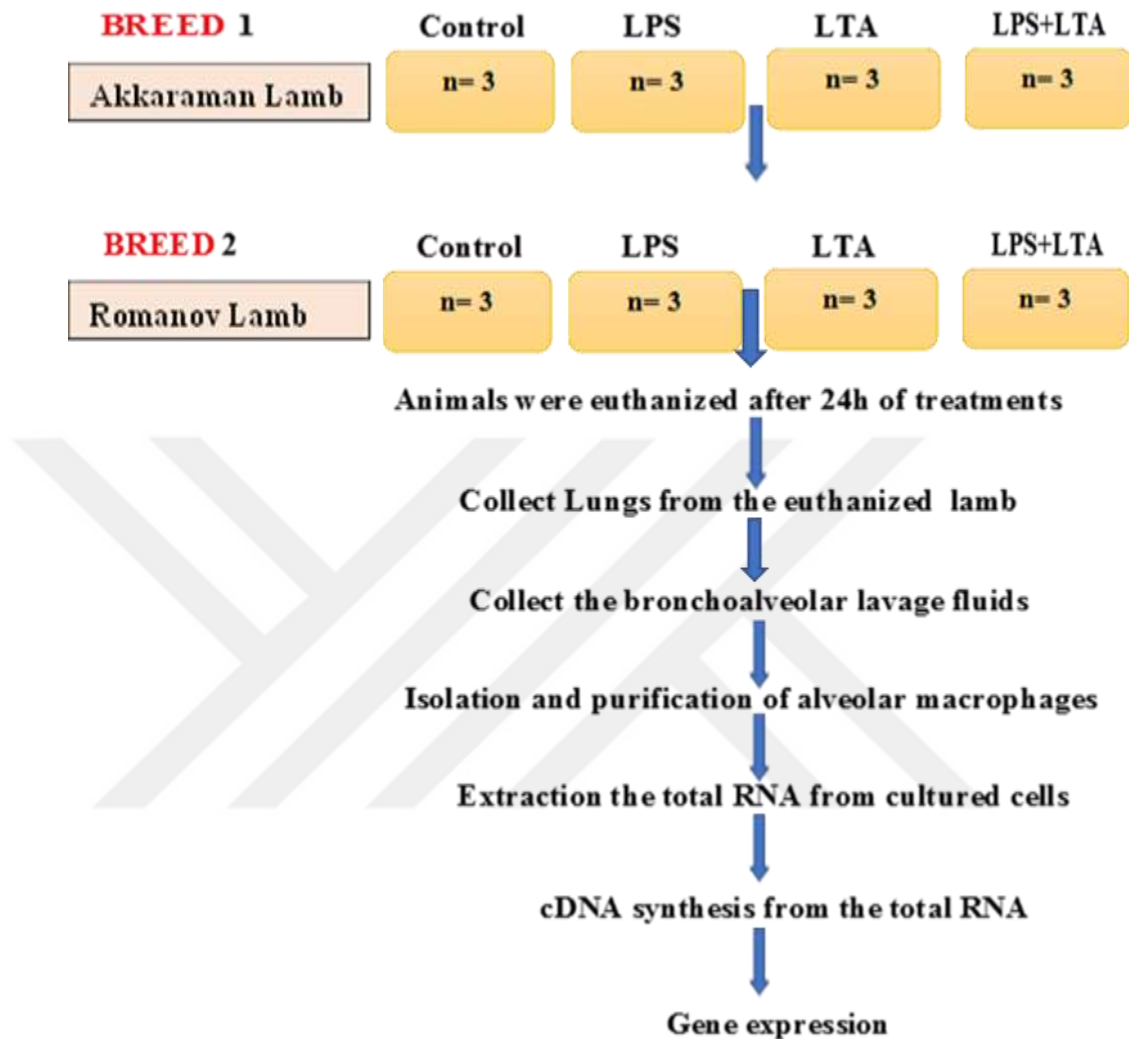 BREED 1 Control LPS LTA LPS+LTA
Akkaraman Lamb n= 3 n= 3 n= 3 n= 3
BREED 2 Control LPS LTA LPS+LTA
Romanov Lamb n= 3 n= 3 n= 3 n= 3
Animals were euthanized after 24h of treatments
Collect Lungs from the euthanized lamb
Collect the bronchoalveolar lavage fluids
Isolation and purification of alveolar macrophages
Extraction the total RNA from cultured cells
cDNA synthesis from the total RNA
Gene expression